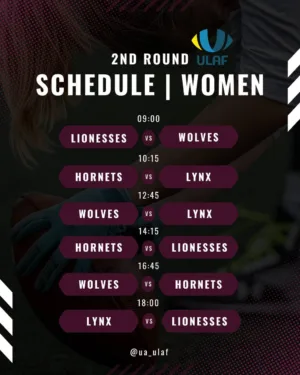 2ND ROUND ULAF
SCHEDULE | WOMEN
09:00
LIONESSES VS WOLVES
10:15
HORNETS VS LYNX
12:45
WOLVES VS LYNX
14:15
HORNETS VS LIONESSES
16:45
WOLVES VS HORNETS
18:00
LYNX VS LIONESSES
@ua_ulaf